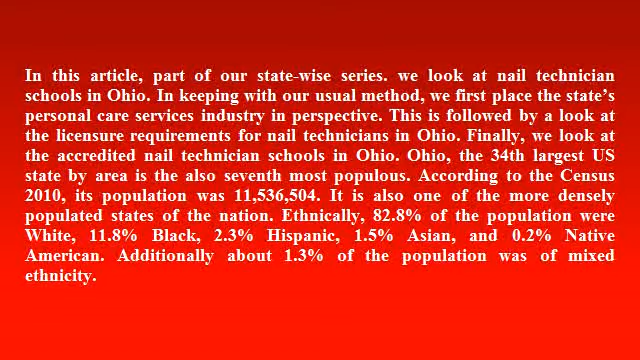 In this article, part of our state-wise series. we look at nail technician
schools in Ohio. In keeping with our usual method, we first place the state’s
personal care services industry in perspective. This is followed by a look at
the licensure requirements for nail technicians in Ohio. Finally, we look at
the accredited nail technician schools in Ohio. Ohio, the 34th largest US
state by area is the also seventh most populous. According to the Census
2010, its population was 11,536,504. It is also one of the more densely
populated states of the nation. Ethnically, 82.8% of the population were
White, 11.8% Black, 2.3% Hispanic, 1.5% Asian, and 0.2% Native
American. Additionally about 1.3% of the population was of mixed
ethnicity.